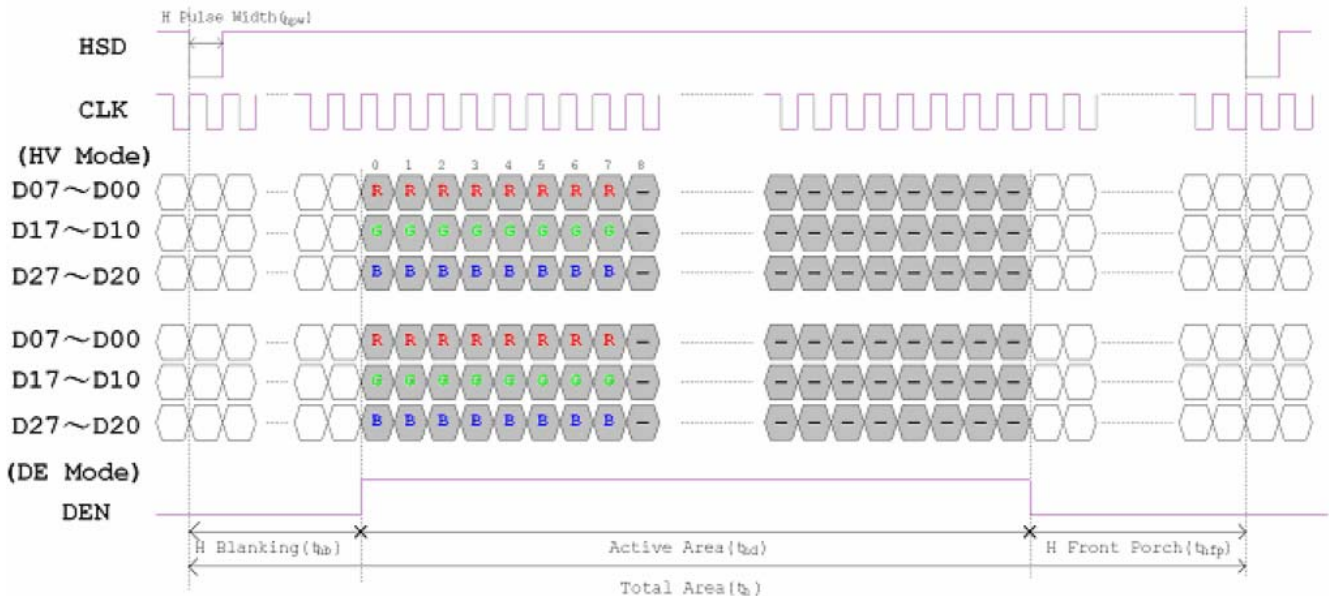 H Pulse Width(thpw)
HSD
CLK
(HV Mode)
0 1 2 3 4 5 6 7 8
D07~D00 R R R R R R R R - - - - - - - - -
D17~D10 G G G G G G G G - - - - - - - - -
D27~D20 B B B B B B B B - - - - - - - - -
D07~D00 R R R R R R R R - - - - - - - - -
D17~D10 G G G G G G G G - - - - - - - - -
D27~D20 B B B B B B B B - - - - - - - - -
(DE Mode)
DEN
H Blanking(thb) Active Area(thd) H Front Porch(thfp)
Total Area(th)